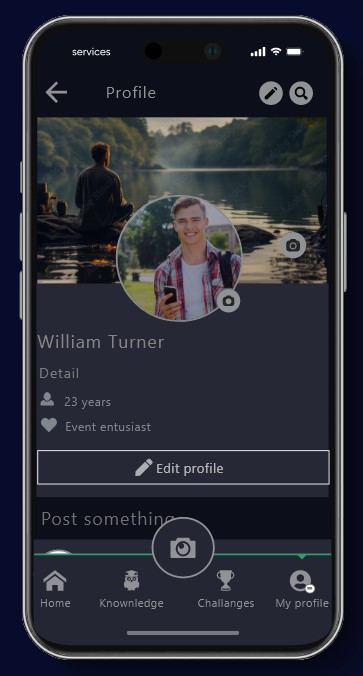 services
Profile
William Turner
Detail
23 years
Event entusiast
Edit profile
Post something
Home
Knownledge
Challanges
My profile